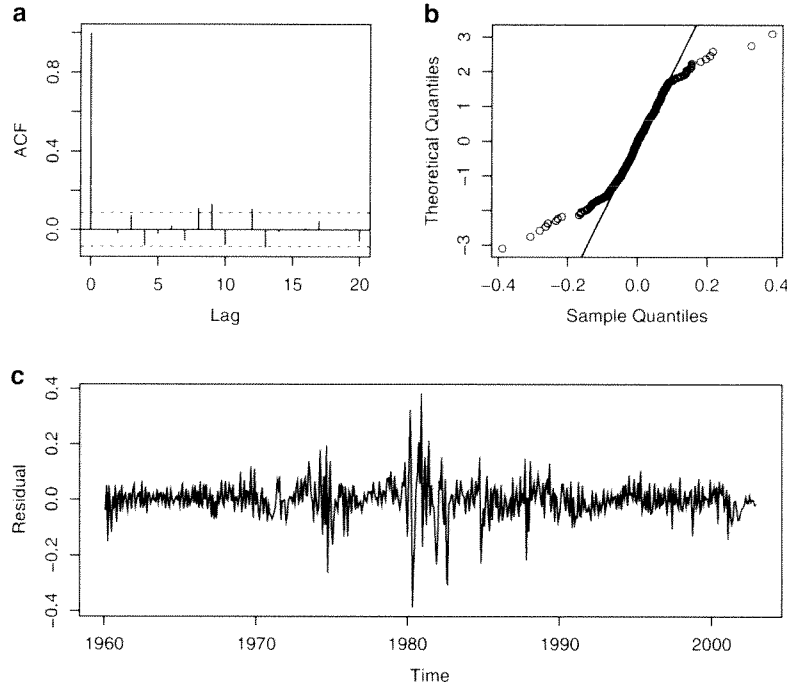 a
ACF
0.8
0.4
0.0
0 5 10 15 20
Lag
b
Theoretical Quantiles
3
2
1
0
−1
−3
−0.4 −0.2 0.0 0.2 0.4
Sample Quantiles
c
Residual
0.4
0.2
0.0
−0.2
−0.4
1960 1970 1980 1990 2000
Time